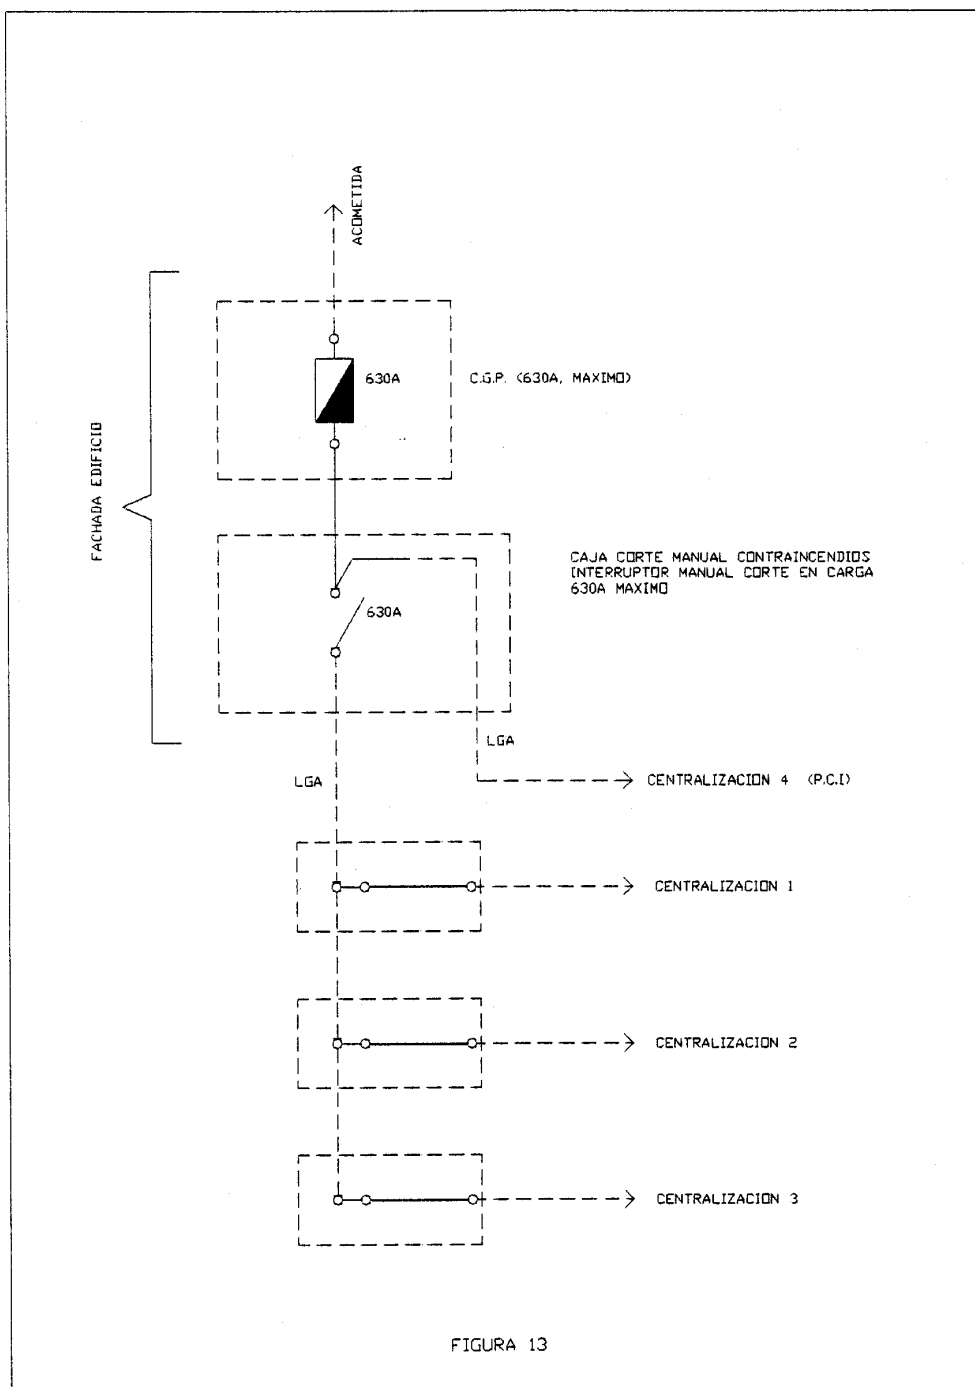 ACOMETIDA
630A
C.G.P. (630A, MAXIMO)
FACHADA EDIFICIO
CAJA CORTE MANUAL CONTRAINCENDIOS
INTERRUPTOR MANUAL CORTE EN CARGA
630A MAXIMO
630A
LGA
LGA
CENTRALIZACION 4 (P.C.I)
CENTRALIZACION 1
CENTRALIZACION 2
CENTRALIZACION 3
FIGURA 13